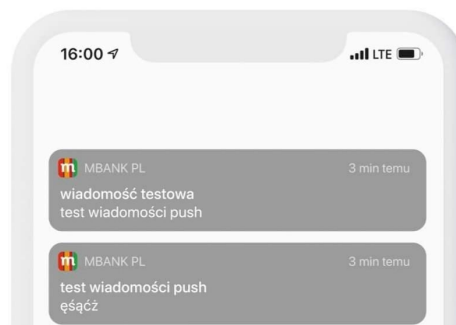 16:00
LTE
m MBANK PL 3 min temu
wiadomość testowa
test wiadomości push
m MBANK PL 3 min temu
test wiadomości push
ęśąćż